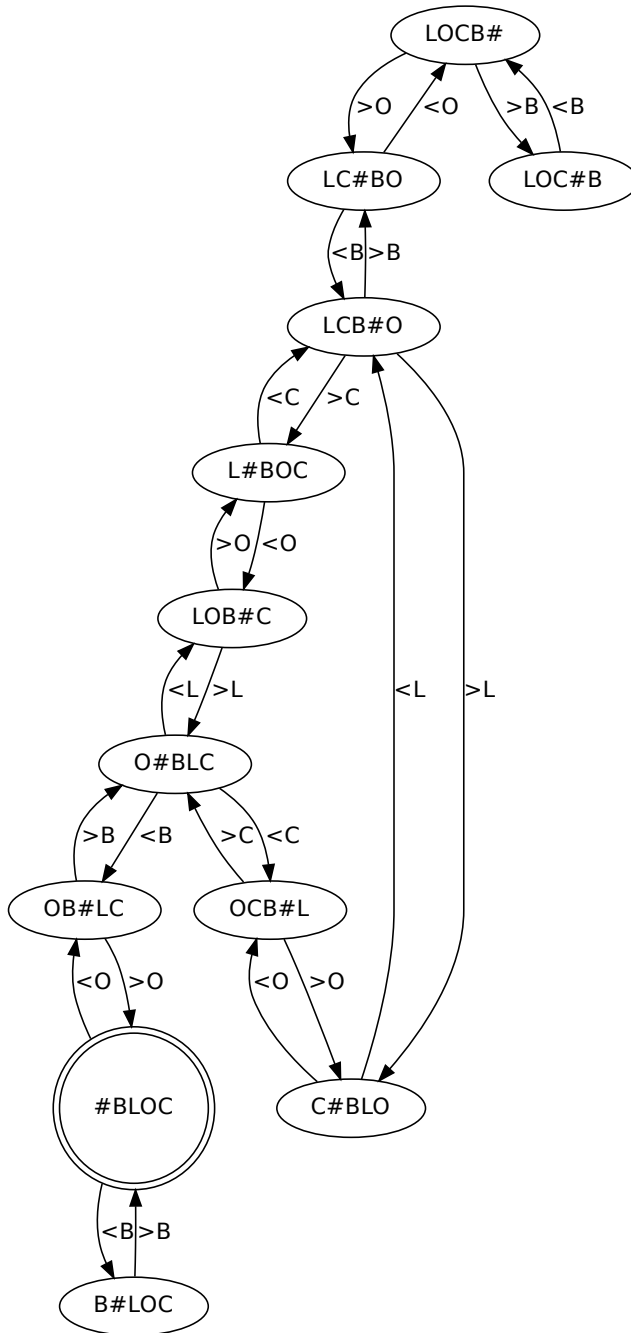 LOCB#
>O <O >B <B
LC#BO LOC#B
<B >B
LCB#O
<C >C
L#BOC
>O <O
LOB#C
<L >L <L >L
O#BLC
>B <B >C <C
OB#LC OCB#L
<O >O <O >O
#BLOC C#BLO
<B >B
B#LOC